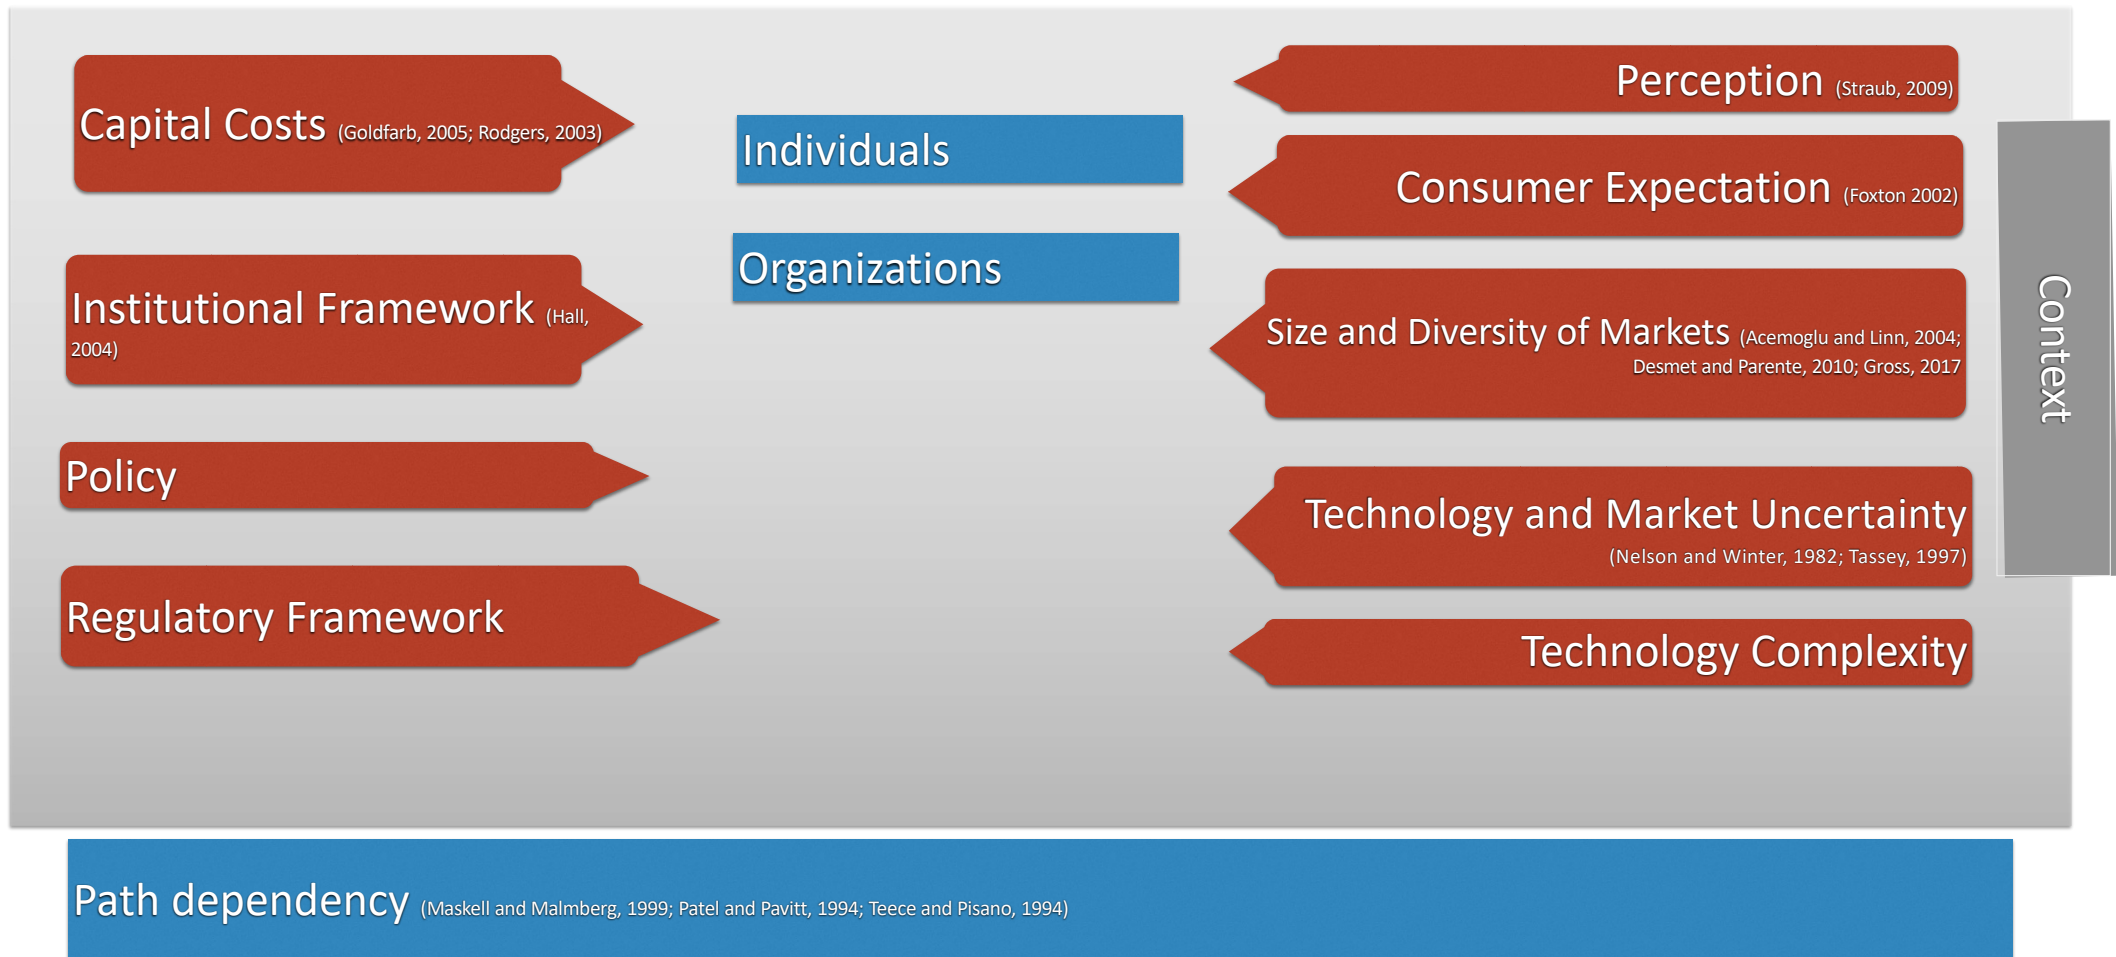 Capital Costs (Goldfarb, 2005; Rodgers, 2003)
Institutional Framework (Hall,
2004)
Policy
Regulatory Framework
Individuals
Organizations
Perception (Straub, 2009)
Consumer Expectation (Foxton 2002)
Size and Diversity of Markets (Acemoglu and Linn, 2004;
Desmet and Parente, 2010; Gross, 2017
Technology and Market Uncertainty
(Nelson and Winter, 1982; Tassey, 1997)
Technology Complexity
Context
Path dependency (Maskell and Malmberg, 1999; Patel and Pavitt, 1994; Teece and Pisano, 1994)